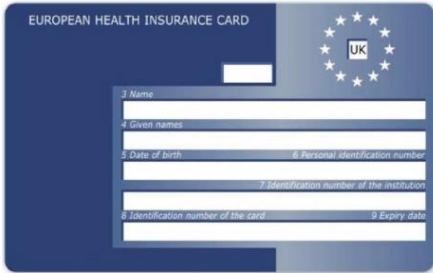 EUROPEAN HEALTH INSURANCE CARD
UK
3 Name
4 Given names
5 Date of birth 6 Personal identification number
7 Identification number of the institution
8 Identification number of the card 9 Expiry date